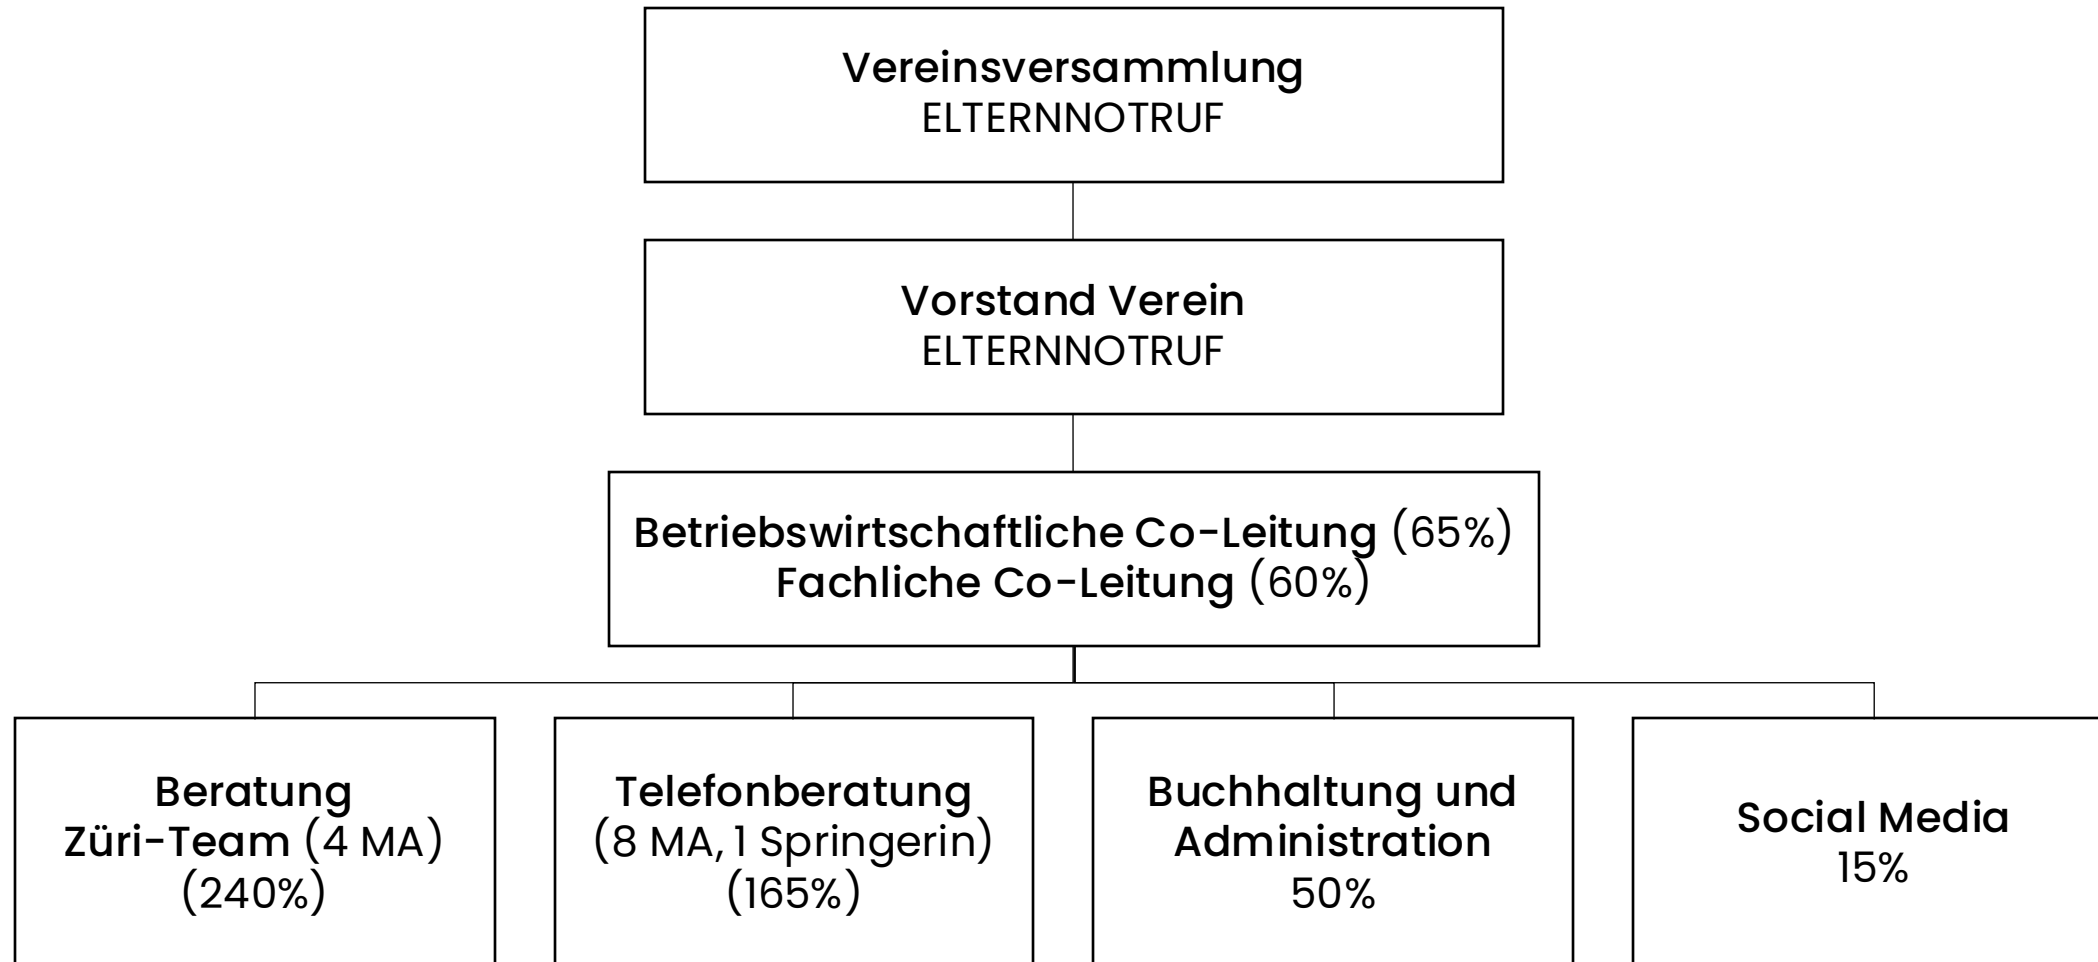 Vereinsversammlung
ELTERNNOTRUF
Vorstand Verein
ELTERNNOTRUF
Betriebswirtschaftliche Co-Leitung (65%)
Fachliche Co-Leitung (60%)
Beratung
Züri-Team (4 MA)
(240%)
Telefonberatung
(8 MA, 1 Springerin)
(165%)
Buchhaltung und
Administration
50%
Social Media
15%